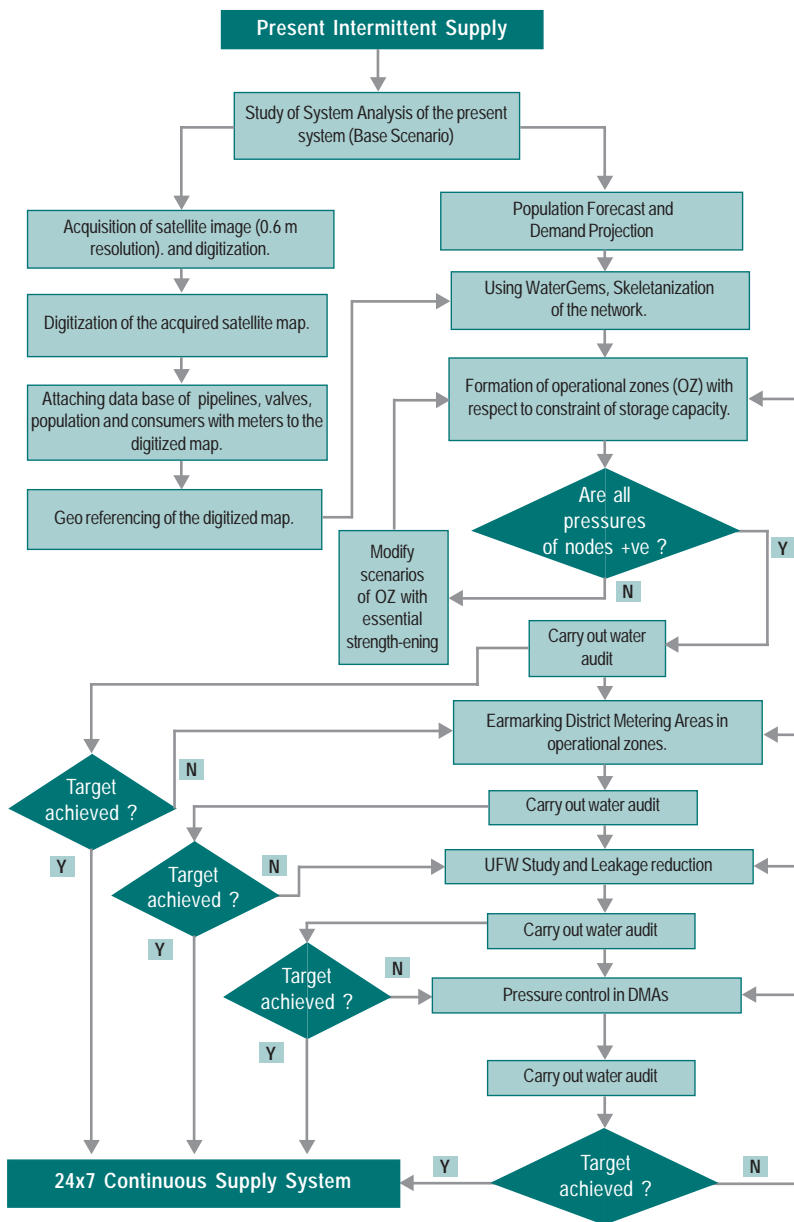 Present Intermittent Supply
Study of System Analysis of the present
system (Base Scenario)
Acquisition of satellite image (0.6 m
resolution). and digitization.
Digitization of the acquired satellite map.
Attaching data base of pipelines, valves,
population and consumers with meters to the
digitized map.
Geo referencing of the digitized map.
Population Forecast and
Demand Projection
Using WaterGems, Skeletanization
of the network.
Formation of operational zones (OZ) with
respect to constraint of storage capacity.
Are all
pressures
of nodes +ve ?
Y
N
Modify
scenarios
of OZ with
essential
strength-ening
Carry out water
audit
Earmarking District Metering Areas in
operational zones.
Target
achieved ?
N
Y
Carry out water audit
Target
achieved ?
N
Y
UFW Study and Leakage reduction
Carry out water audit
Target
achieved ?
N
Y
Pressure control in DMAs
Carry out water audit
Target
achieved ?
Y
N
24x7 Continuous Supply System